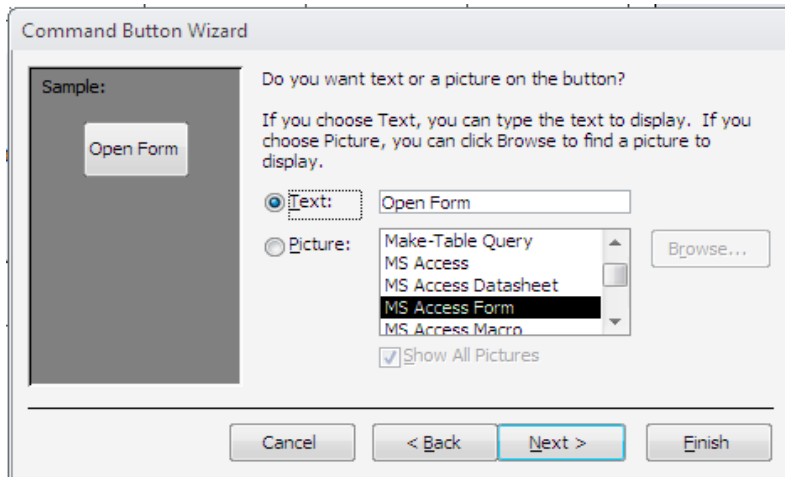 Command Button Wizard
Sample:
Open Form
Do you want text or a picture on the button?
If you choose Text, you can type the text to display. If you
choose Picture, you can click Browse to find a picture to
display.
Text:
Open Form
Picture:
Make-Table Query
MS Access
MS Access Datasheet
MS Access Form
MS Access Macro
Browse...
Show All Pictures
Cancel
< Back
Next >
Finish